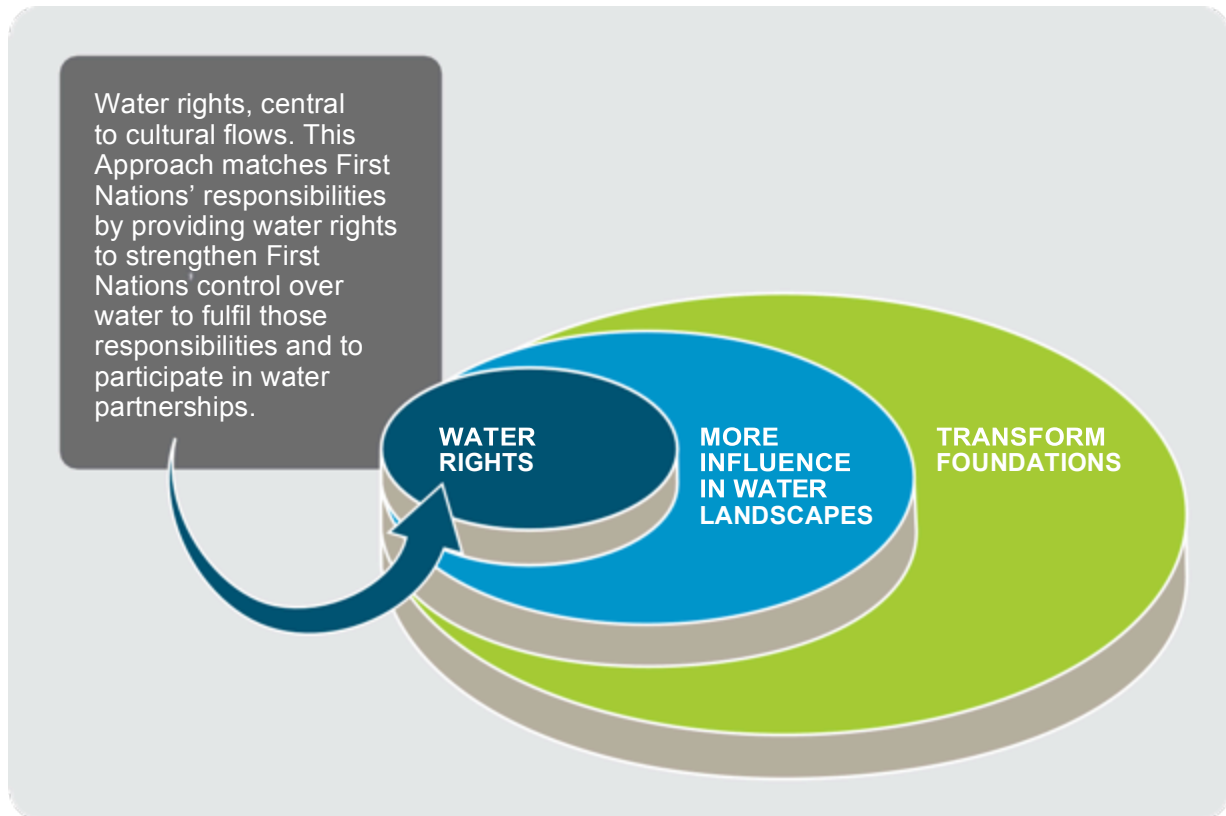 Water rights, central
to cultural flows. This
Approach matches First
Nations’ responsibilities
by providing water rights
to strengthen First
Nations’ control over
water to fulfil those
responsibilities and to
participate in water
partnerships.
WATER
RIGHTS
MORE
INFLUENCE
IN WATER
LANDSCAPES
TRANSFORM
FOUNDATIONS